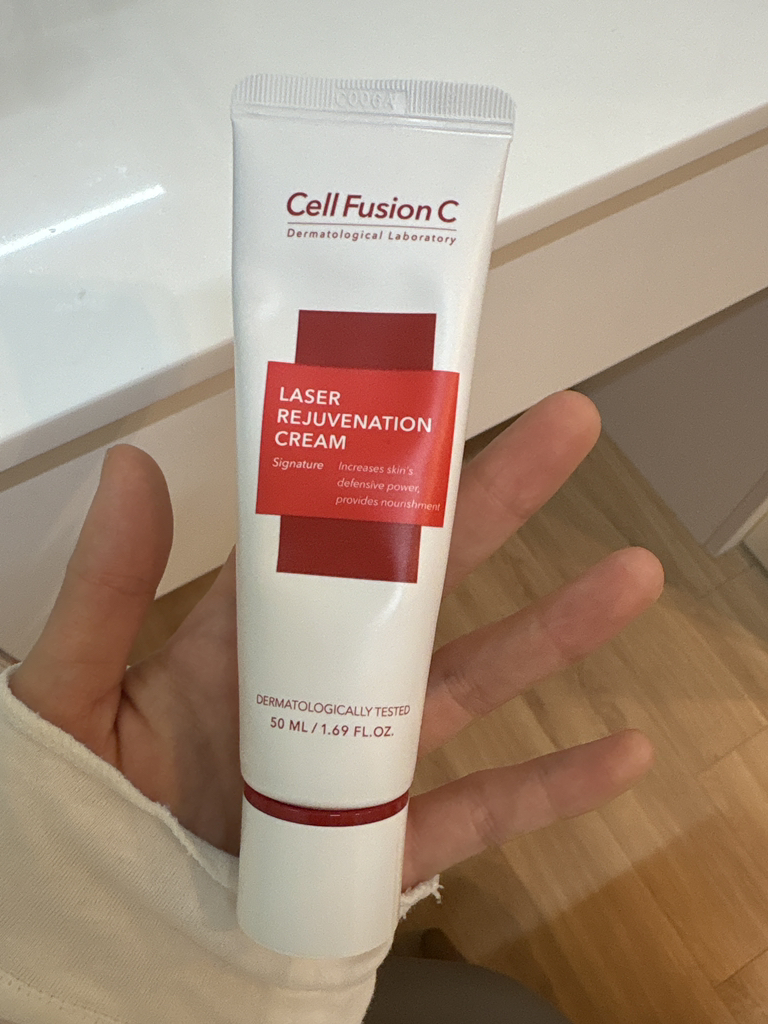 C006A
Cell Fusion C
Dermatological Laboratory
LASER
REJUVENATION
CREAM
Signature
Increases skin's
defensive power,
provides nourishment
DERMATOLOGICALLY TESTED
50 ML / 1.69 FL.OZ.